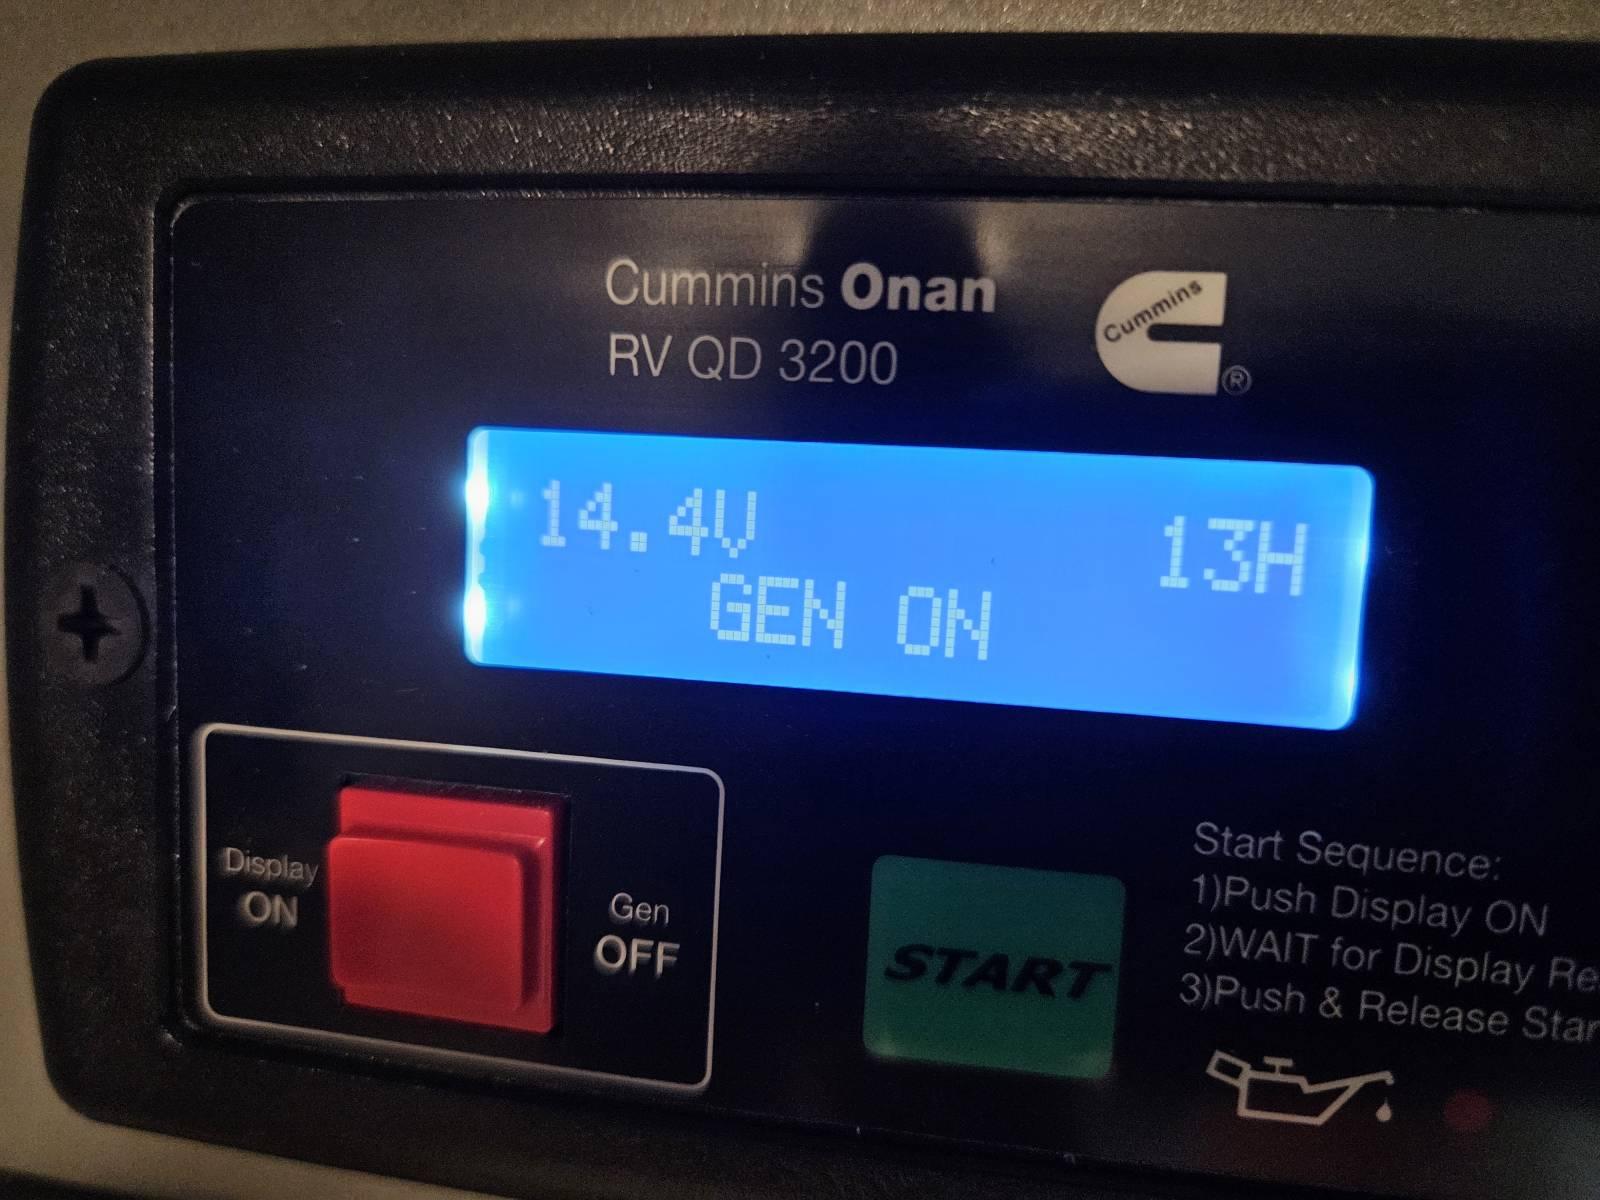 Cummins Onan
RV QD 3200
Cummins
®
14.4V 13H
GEN ON
Display
ON
Gen
OFF
START
Start Sequence:
1)Push Display ON
2)WAIT for Display
3)Push & Release